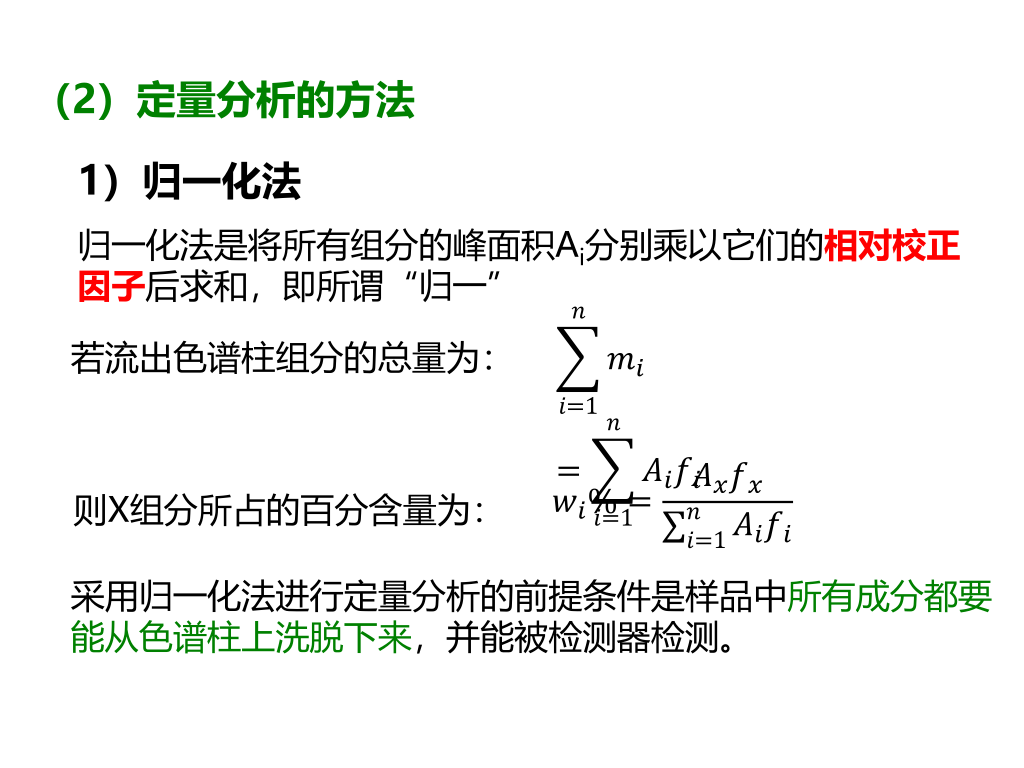 （2）定量分析的方法
1）归一化法
归一化法是将所有组分的峰面积Aᵢ分别乘以它们的相对校正
因子后求和，即所谓“归一”
若流出色谱柱组分的总量为： \sum_{i=1}^{n} m_i
= \sum_{i=1}^{n} A_i f_i
则X组分所占的百分含量为： w_i\% = \frac{A_x f_x}{\sum_{i=1}^{n} A_i f_i}
采用归一化法进行定量分析的前提条件是样品中所有成分都要
能从色谱柱上洗脱下来，并能被检测器检测。